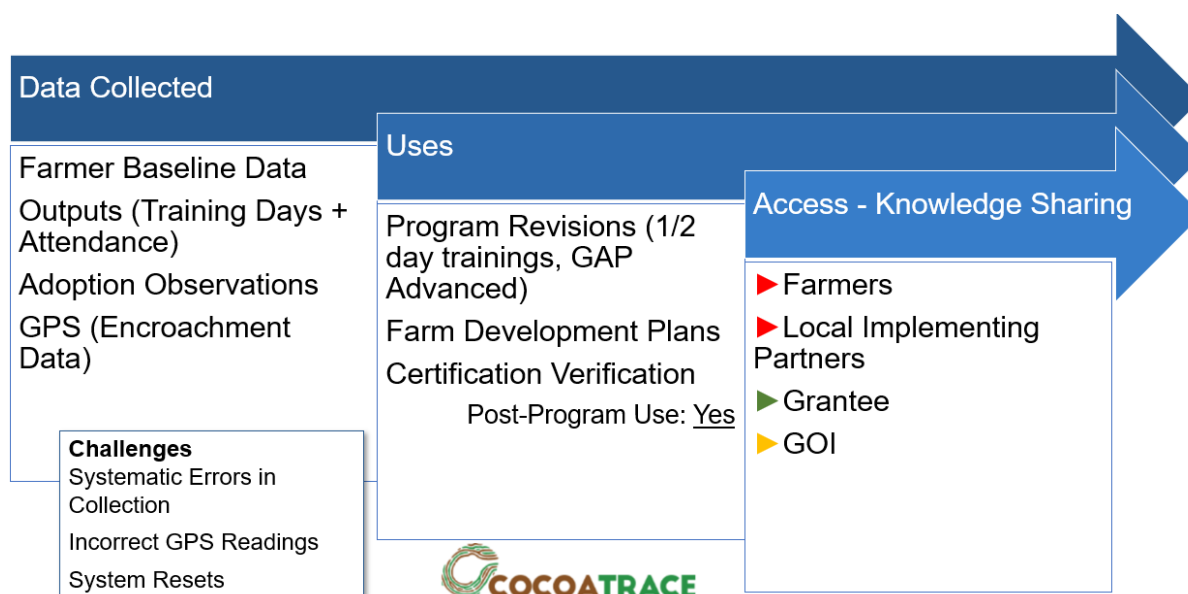 Data Collected
Farmer Baseline Data
Outputs (Training Days +
Attendance)
Adoption Observations
GPS (Encroachment
Data)
Challenges
Systematic Errors in
Collection
Incorrect GPS Readings
System Resets
Uses
Program Revisions (1/2
day trainings, GAP
Advanced)
Farm Development Plans
Certification Verification
Post-Program Use: Yes
COCOATRACE
Access - Knowledge Sharing
Farmers
Local Implementing
Partners
Grantee
GOI